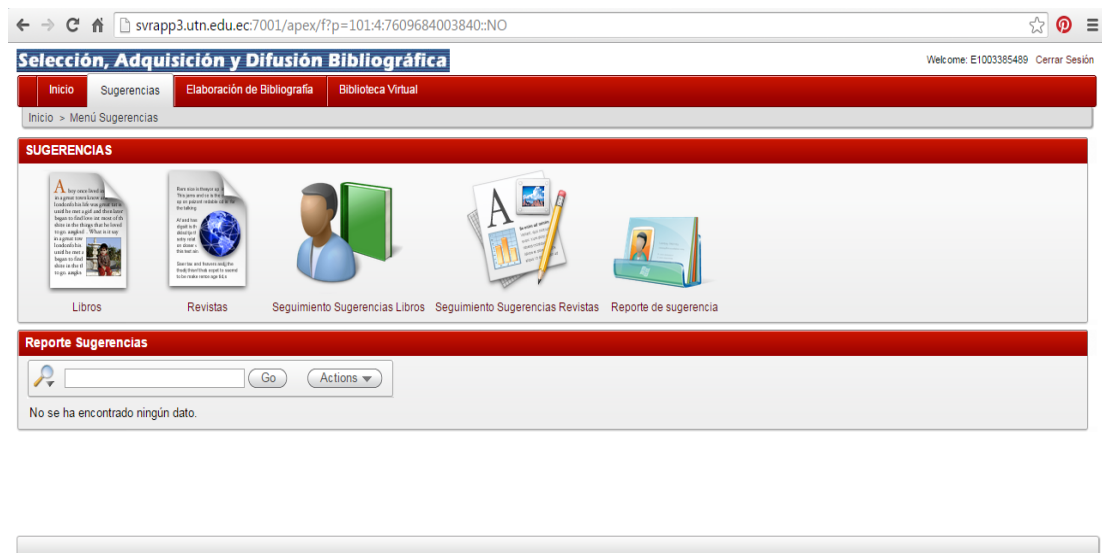 svrapp3.utn.edu.ec:7001/apex/f?p=101:4:7609684003840::NO
Selección, Adquisición y Difusión Bibliográfica
Welcome: E1003385489 Cerrar Sesión
Inicio Sugerencias Elaboración de Bibliografía Biblioteca Virtual
Inicio > Menú Sugerencias
SUGERENCIAS
Libros Revistas Seguimiento Sugerencias Libros Seguimiento Sugerencias Revistas Reporte de sugerencia
Reporte Sugerencias
Go Actions
No se ha encontrado ningún dato.